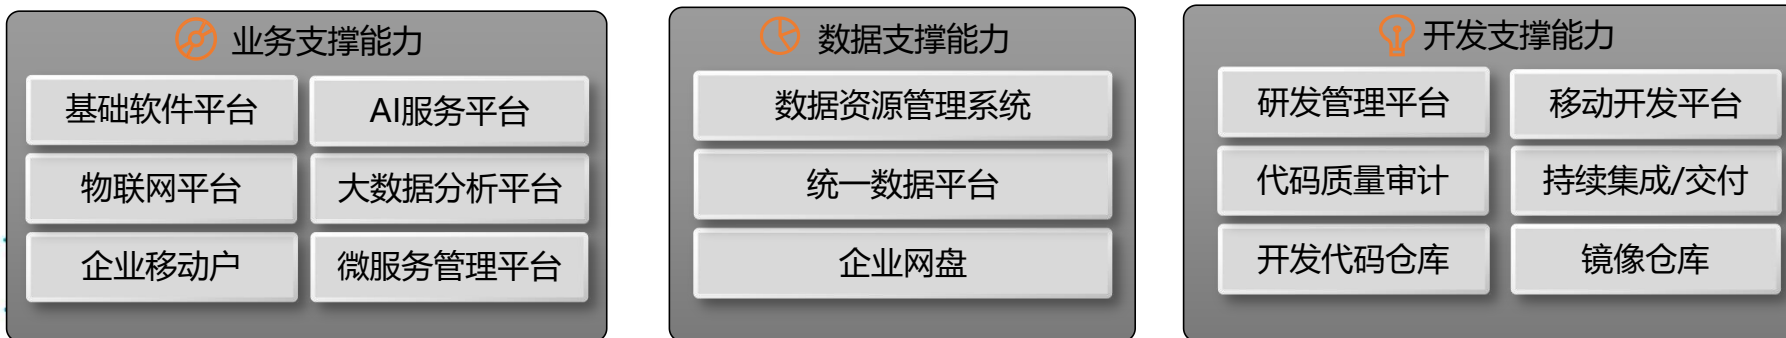 业务支撑能力
基础软件平台
AI服务平台
物联网平台
大数据分析平台
企业移动户
微服务管理平台
数据支撑能力
数据资源管理系统
统一数据平台
企业网盘
开发支撑能力
研发管理平台
移动开发平台
代码质量审计
持续集成/交付
开发代码仓库
镜像仓库